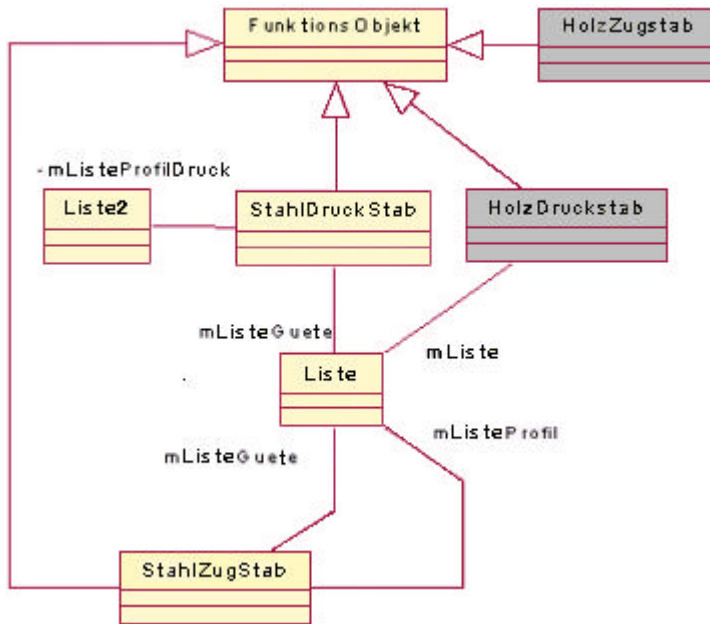 FunktionsObjekt
HolzZugstab
- mListeProfilDruck
Liste2
StahlDruckStab
HolzDruckstab
mListeGuete
mListe
Liste
mListeProfil
mListeGuete
StahlZugStab